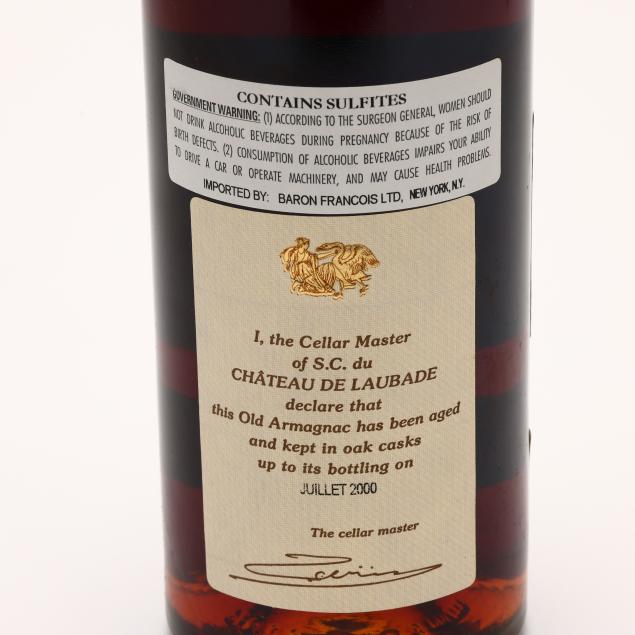 CONTAINS SULFITES
GOVERNMENT WARNING: (1) ACCORDING TO THE SURGEON GENERAL, WOMEN SHOULD
NOT DRINK ALCOHOLIC BEVERAGES DURING PREGNANCY BECAUSE OF THE RISK OF
BIRTH DEFECTS. (2) CONSUMPTION OF ALCOHOLIC BEVERAGES IMPAIRS YOUR ABILITY
TO DRIVE A CAR OR OPERATE MACHINERY, AND MAY CAUSE HEALTH PROBLEMS.
IMPORTED BY: BARON FRANCOIS LTD, NEW YORK, N.Y.
I, the Cellar Master
of S.C. du
CHÂTEAU DE LAUBADE
declare that
this Old Armagnac has been aged
and kept in oak casks
up to its bottling on
JUILLET 2000
The cellar master